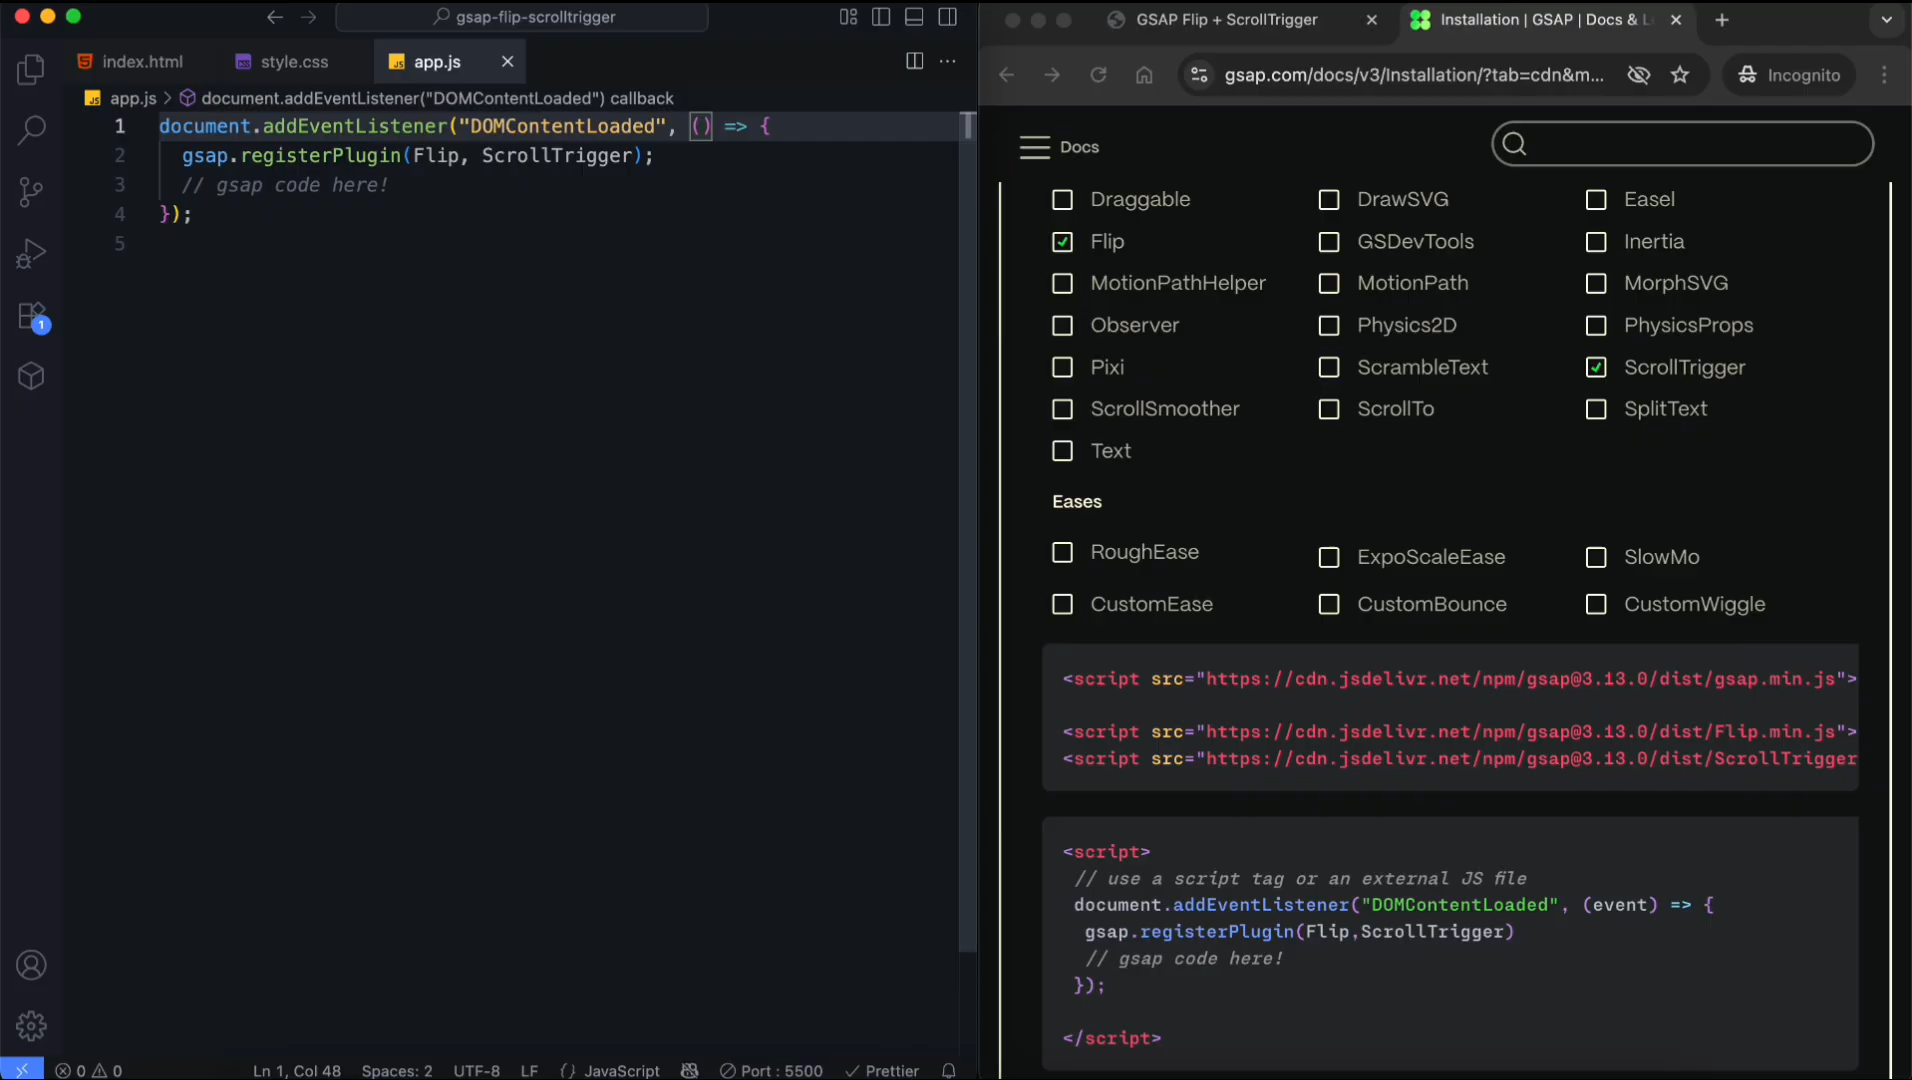 gsap-flip-scrolltrigger
index.html
style.css
JS app.js
JS app.js > document.addEventListener("DOMContentLoaded") callback
1 document.addEventListener("DOMContentLoaded", () => {
2 gsap.registerPlugin(Flip, ScrollTrigger);
3 // gsap code here!
4 });
5
1
0 0
Ln 1, Col 48
Spaces: 2
UTF-8
LF
{} JavaScript
Port : 5500
Prettier
GSAP Flip + ScrollTrigger
Installation | GSAP | Docs & L
gsap.com/docs/v3/Installation/?tab=cdn&m...
Incognito
Docs
Draggable DrawSVG Easel
Flip GSDevTools Inertia
MotionPathHelper MotionPath MorphSVG
Observer Physics2D PhysicsProps
Pixi ScrambleText ScrollTrigger
ScrollSmoother ScrollTo SplitText
Text
Eases
RoughEase ExpoScaleEase SlowMo
CustomEase CustomBounce CustomWiggle
<script src="https://cdn.jsdelivr.net/npm/gsap@3.13.0/dist/gsap.min.js">
<script src="https://cdn.jsdelivr.net/npm/gsap@3.13.0/dist/Flip.min.js">
<script src="https://cdn.jsdelivr.net/npm/gsap@3.13.0/dist/ScrollTrigger
<script>
// use a script tag or an external JS file
document.addEventListener("DOMContentLoaded", (event) => {
gsap.registerPlugin(Flip,ScrollTrigger)
// gsap code here!
});
</script>